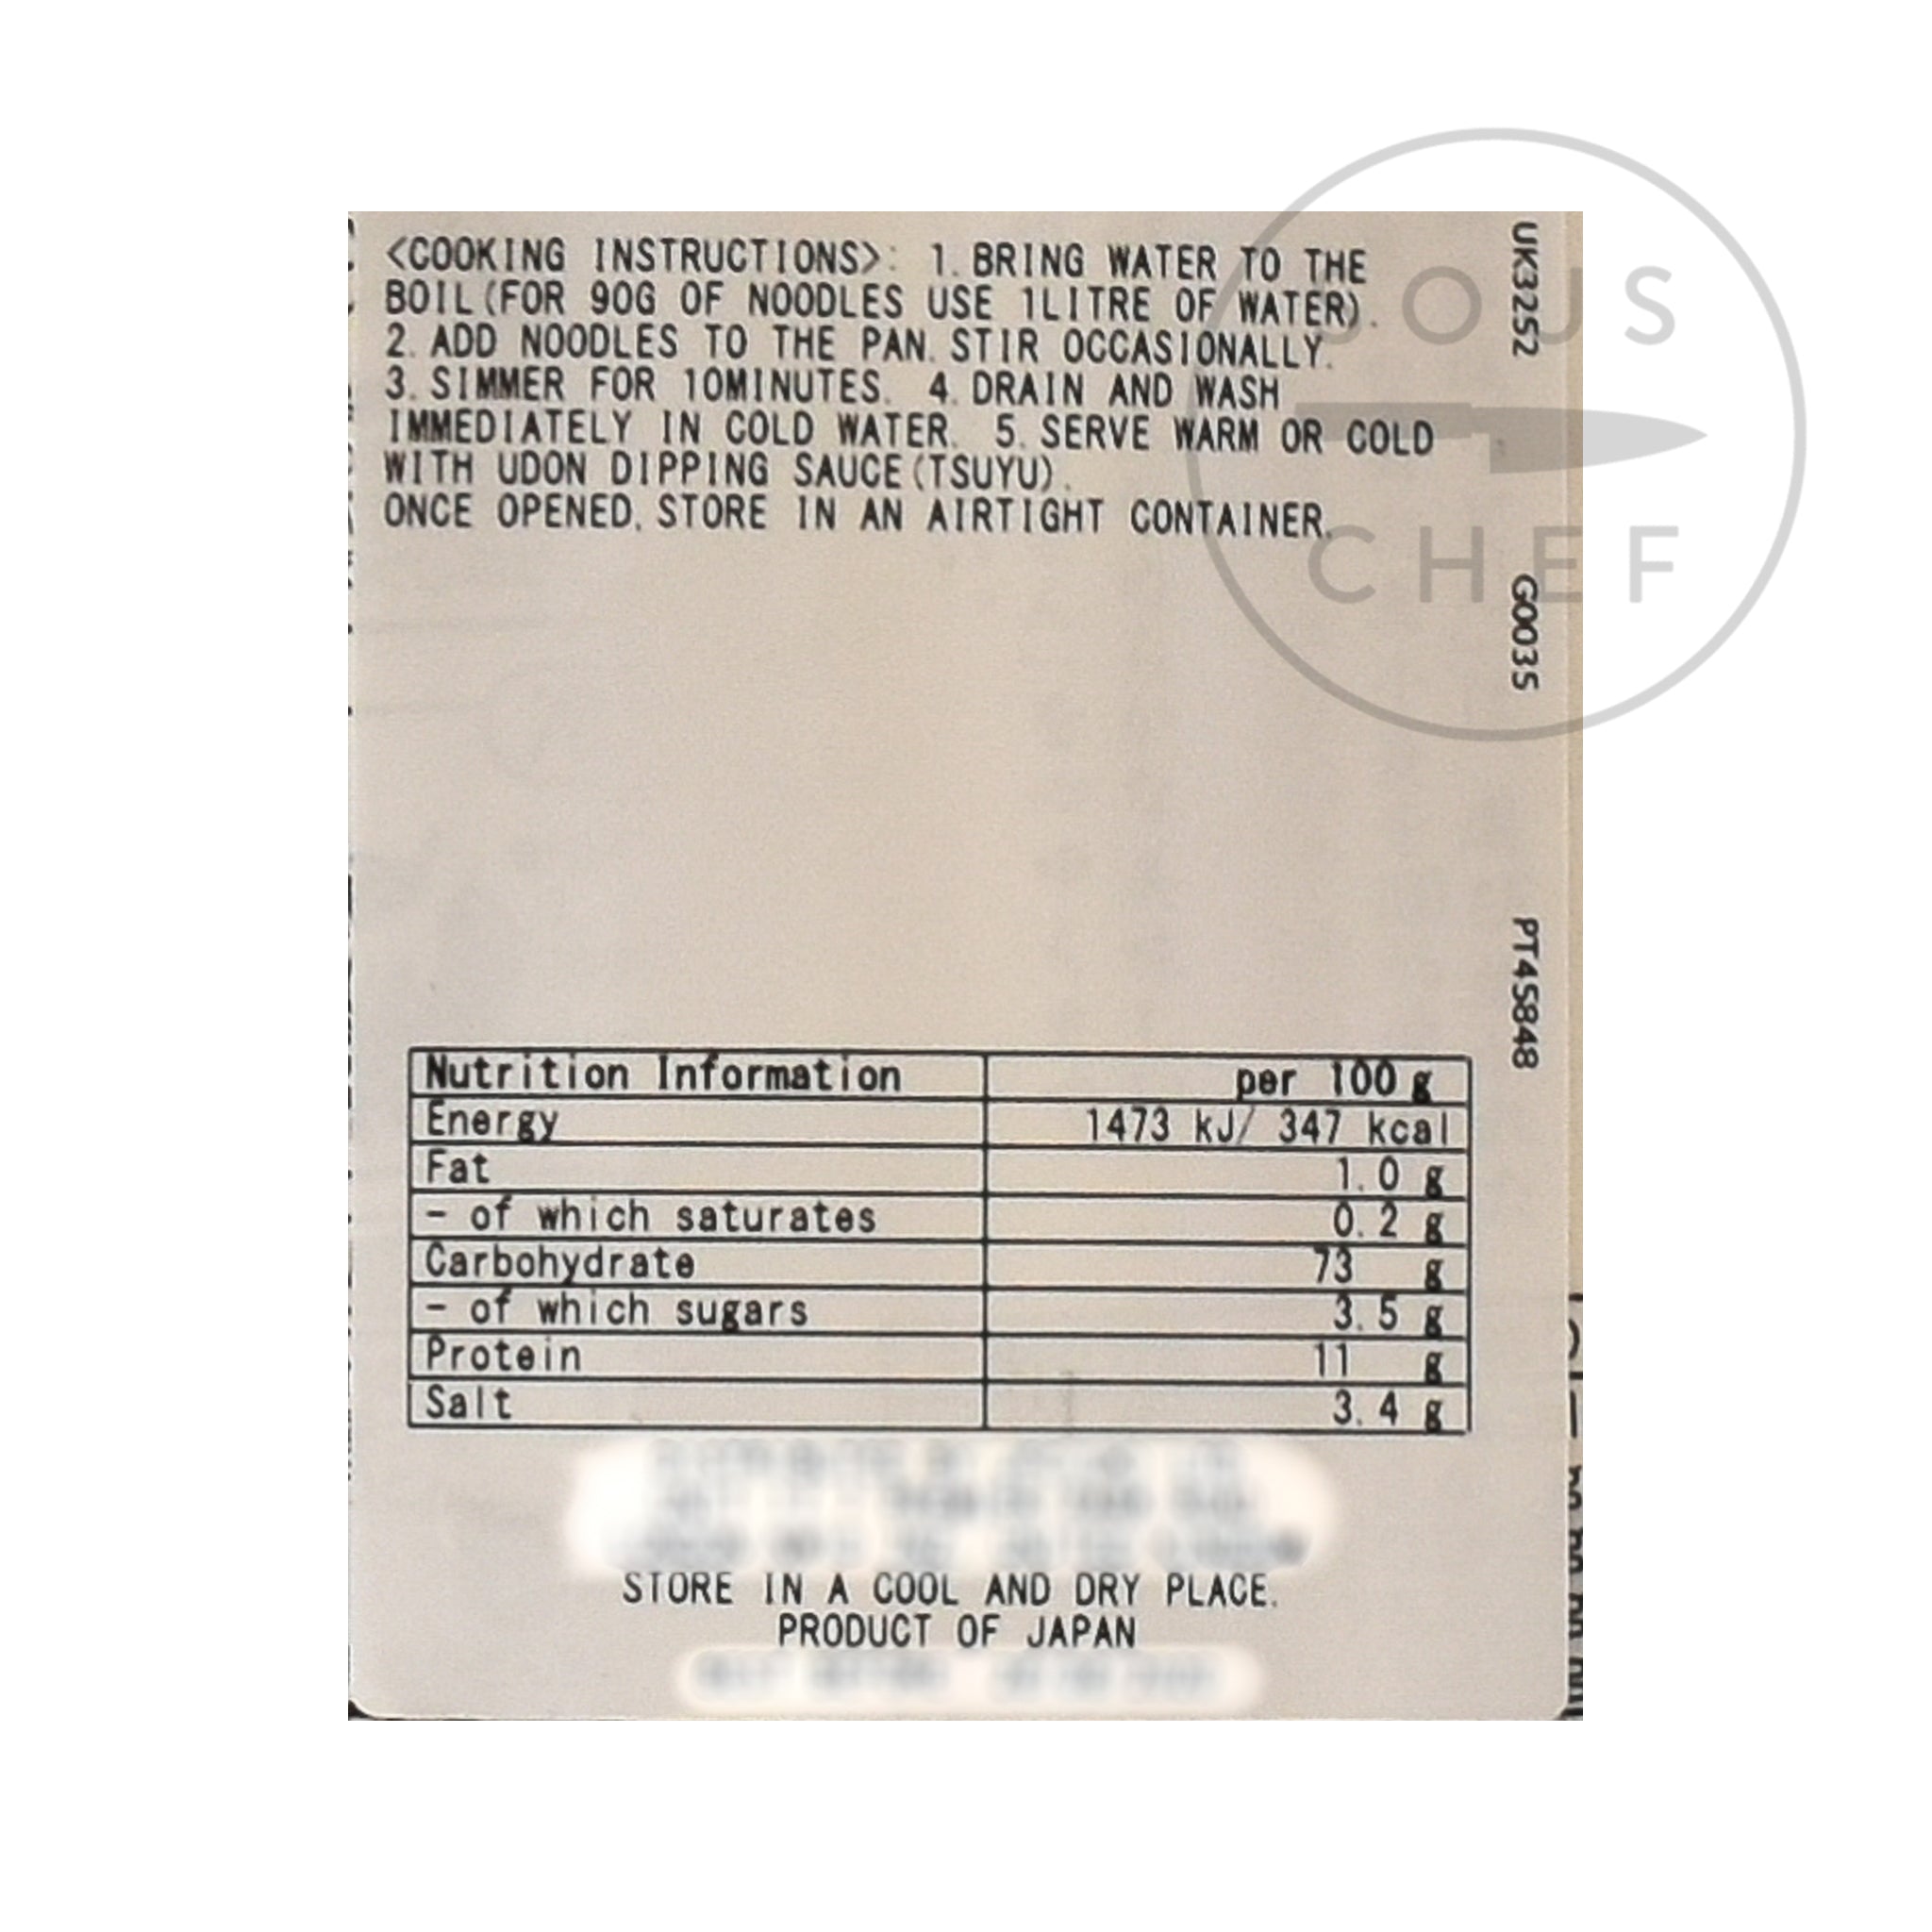 <COOKING INSTRUCTIONS>: 1. BRING WATER TO THE
BOIL(FOR 90G OF NOODLES USE 1LITRE OF WATER).
2. ADD NOODLES TO THE PAN. STIR OCCASIONALLY.
3. SIMMER FOR 10MINUTES. 4. DRAIN AND WASH
IMMEDIATELY IN COLD WATER. 5. SERVE WARM OR COLD
WITH UDON DIPPING SAUCE(TSUYU).
ONCE OPENED, STORE IN AN AIRTIGHT CONTAINER.
UK3252 G0035 PT45848
SOUS
CHEF
Nutrition Information per 100 g
Energy 1473 kJ/ 347 kcal
Fat 1.0 g
- of which saturates 0.2 g
Carbohydrate 73 g
- of which sugars 3.5 g
Protein 11 g
Salt 3.4 g
STORE IN A COOL AND DRY PLACE.
PRODUCT OF JAPAN